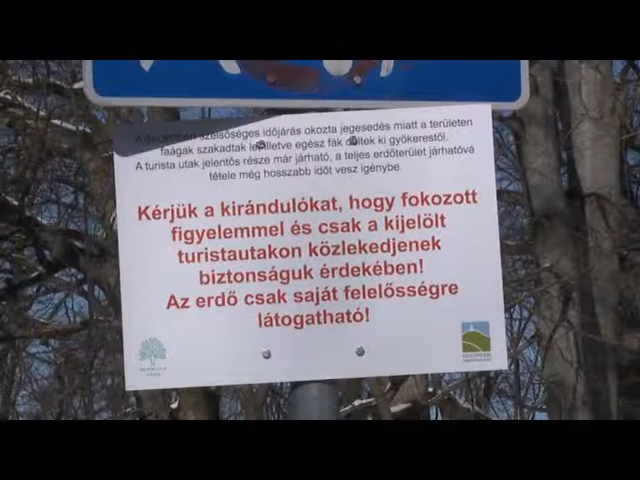 A decemberi szélsőséges időjárás okozta jegesedés miatt a területen
faágak szakadtak le, illetve egész fák dőltek ki gyökerestől.
A turista utak jelentős része már járható, a teljes erdőterület járhatóvá
tétele még hosszabb időt vesz igénybe.
Kérjük a kirándulókat, hogy fokozott
figyelemmel és csak a kijelölt
turistautakon közlekedjenek
biztonságuk érdekében!
Az erdő csak saját felelősségre
látogatható!